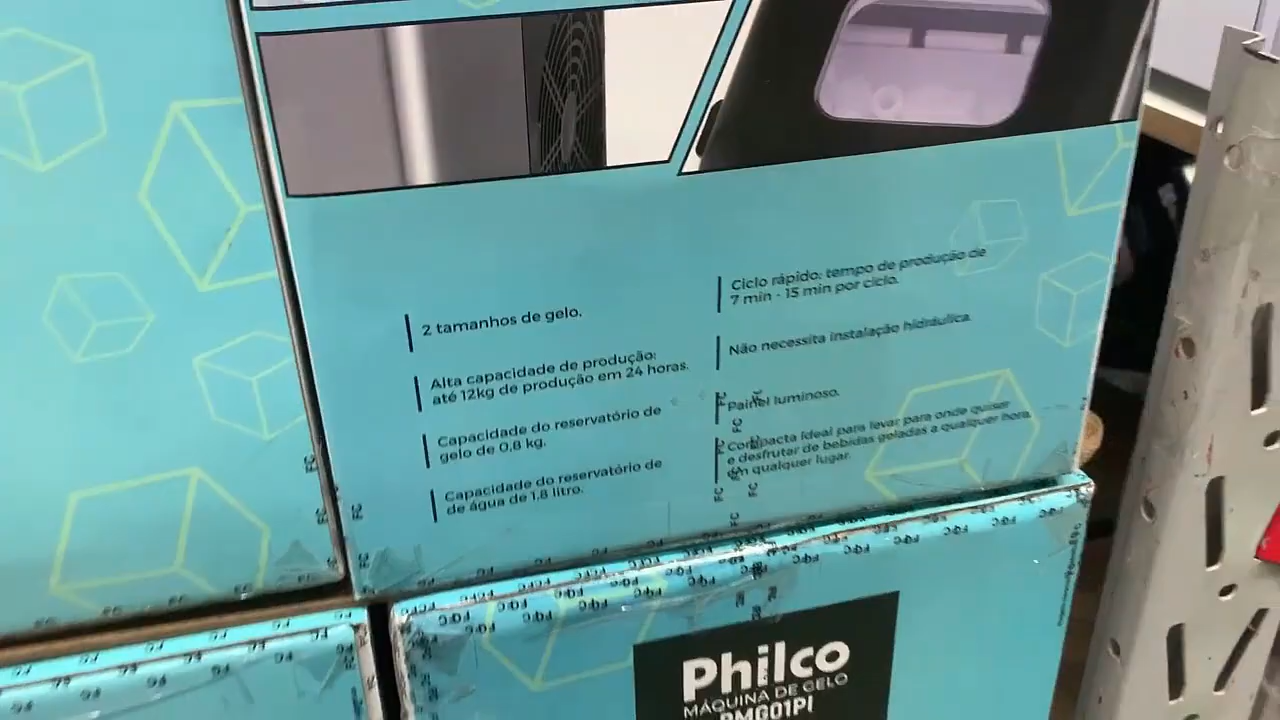 2 tamanhos de gelo.
Alta capacidade de produção:
até 12kg de produção em 24 horas.
Capacidade do reservatório de
gelo de 0,8 kg.
Capacidade do reservatório de
de água de 1,8 litro.
Ciclo rápido: tempo de produção de
7 min - 15 min por ciclo.
Não necessita instalação hidráulica.
Painel luminoso.
Compacta ideal para levar para onde quiser
e desfrutar de bebidas geladas a qualquer hora,
em qualquer lugar.
Philco
MÁQUINA DE GELO
PMG01PI